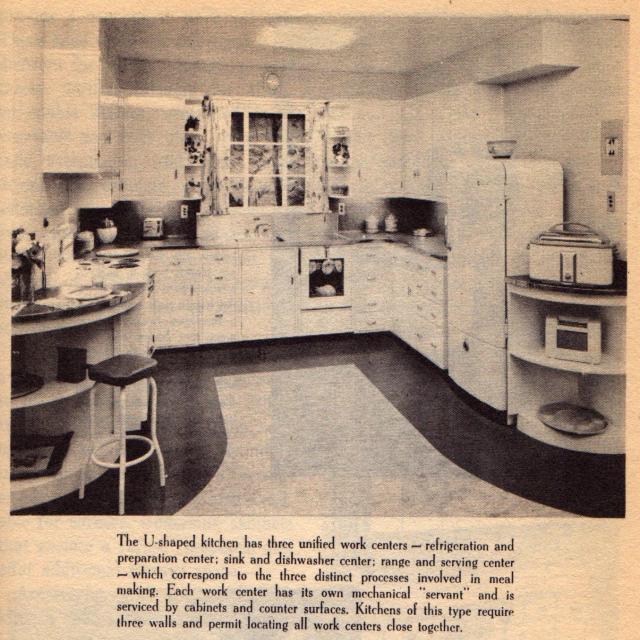 The U-shaped kitchen has three unified work centers — refrigeration and
preparation center; sink and dishwasher center; range and serving center
— which correspond to the three distinct processes involved in meal
making. Each work center has its own mechanical "servant" and is
serviced by cabinets and counter surfaces. Kitchens of this type require
three walls and permit locating all work centers close together.